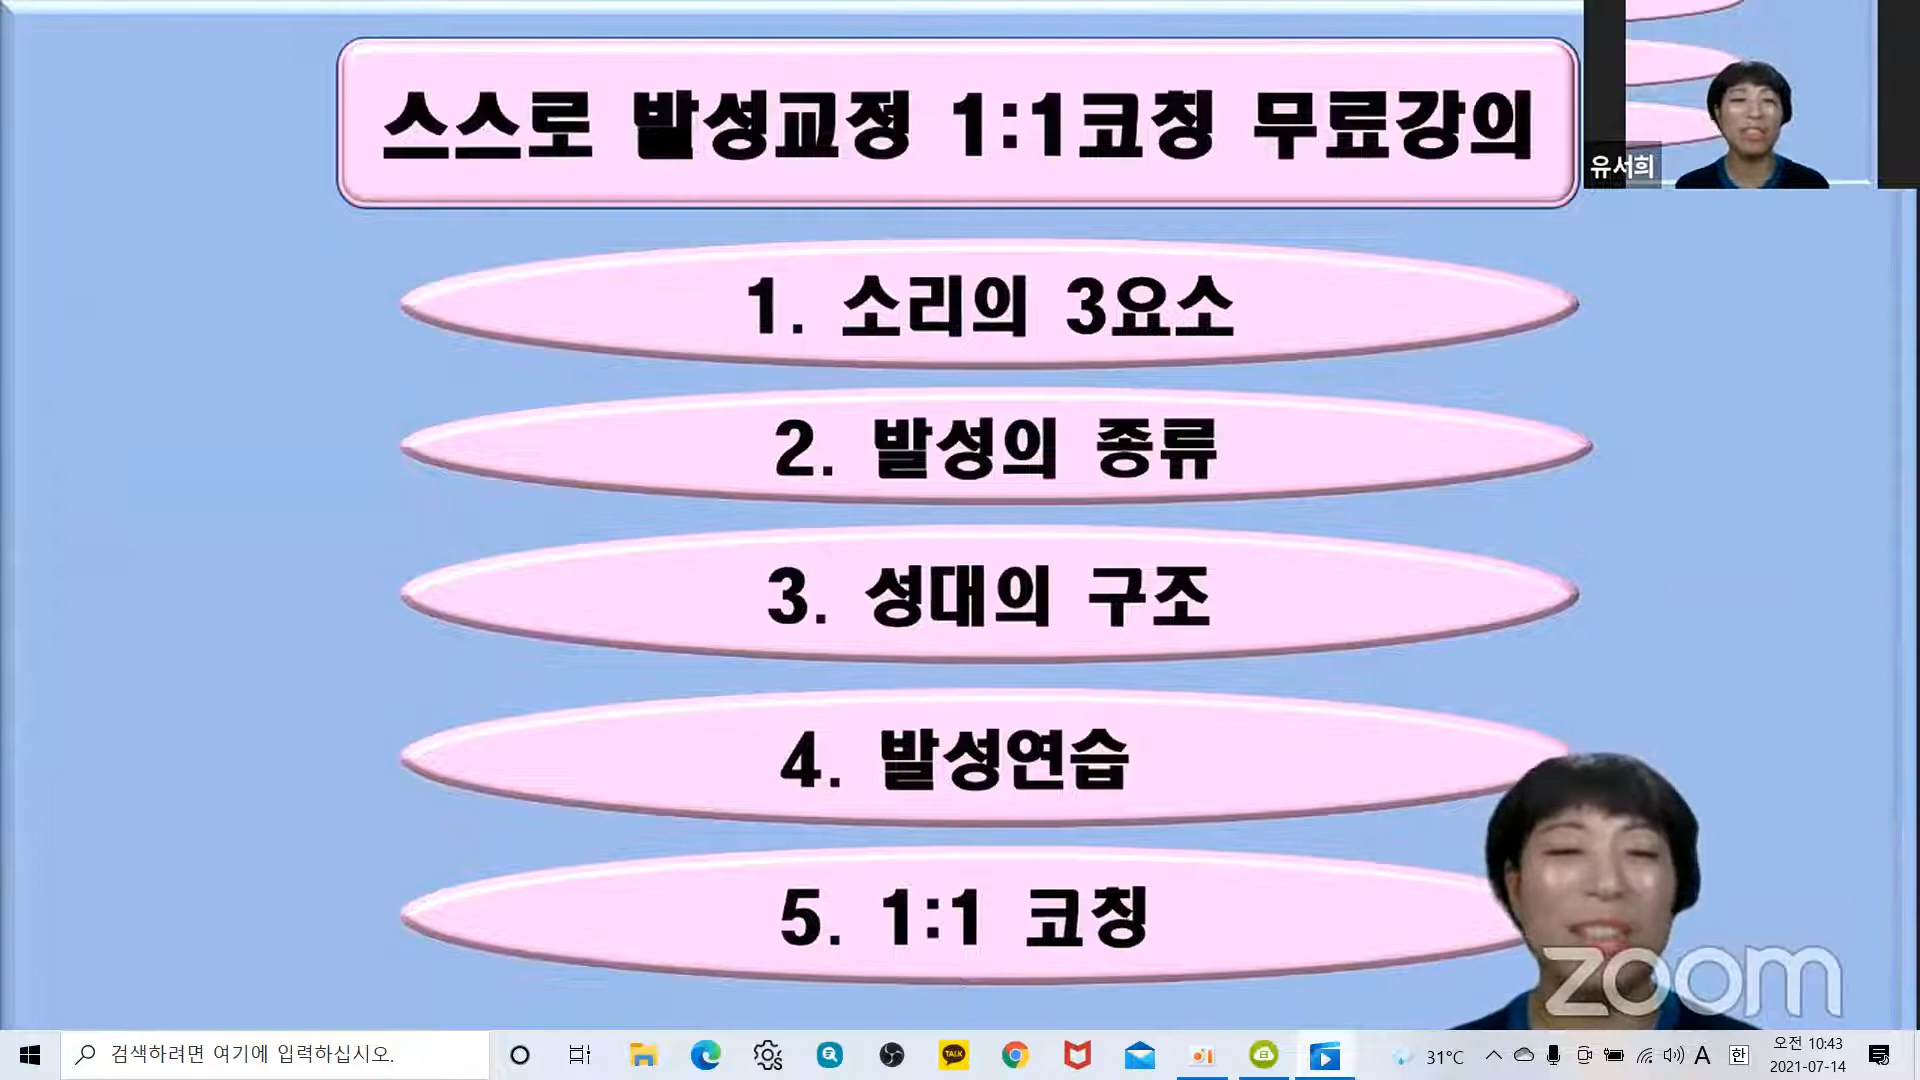 스스로 발성교정 1:1코칭 무료강의
유서희
1. 소리의 3요소
2. 발성의 종류
3. 성대의 구조
4. 발성연습
5. 1:1 코칭
zoom
검색하려면 여기에 입력하십시오.
TALK
31°C
A
한
오전 10:43
2021-07-14